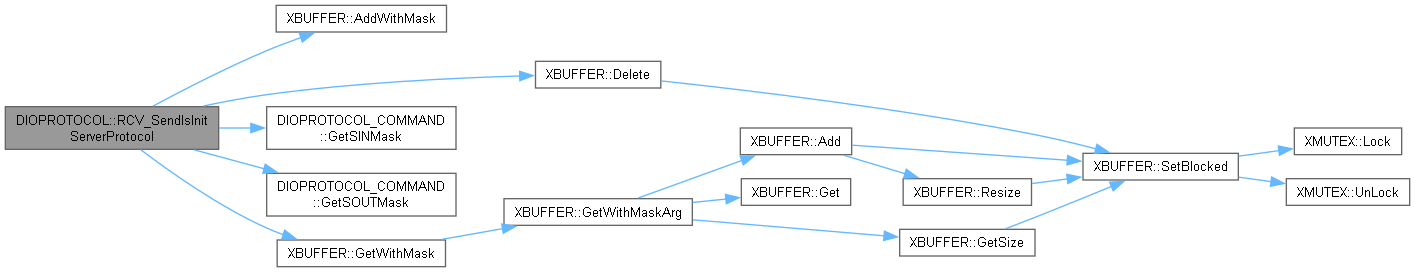 XBUFFER::AddWithMask
XBUFFER::Delete
DIOPROTOCOL::RCV_SendIsInit
ServerProtocol
DIOPROTOCOL_COMMAND
::GetSINMask
DIOPROTOCOL_COMMAND
::GetSOUTMask
XBUFFER::GetWithMask
XBUFFER::GetWithMaskArg
XBUFFER::Add
XBUFFER::Get
XBUFFER::Resize
XBUFFER::GetSize
XBUFFER::SetBlocked
XMUTEX::Lock
XMUTEX::UnLock